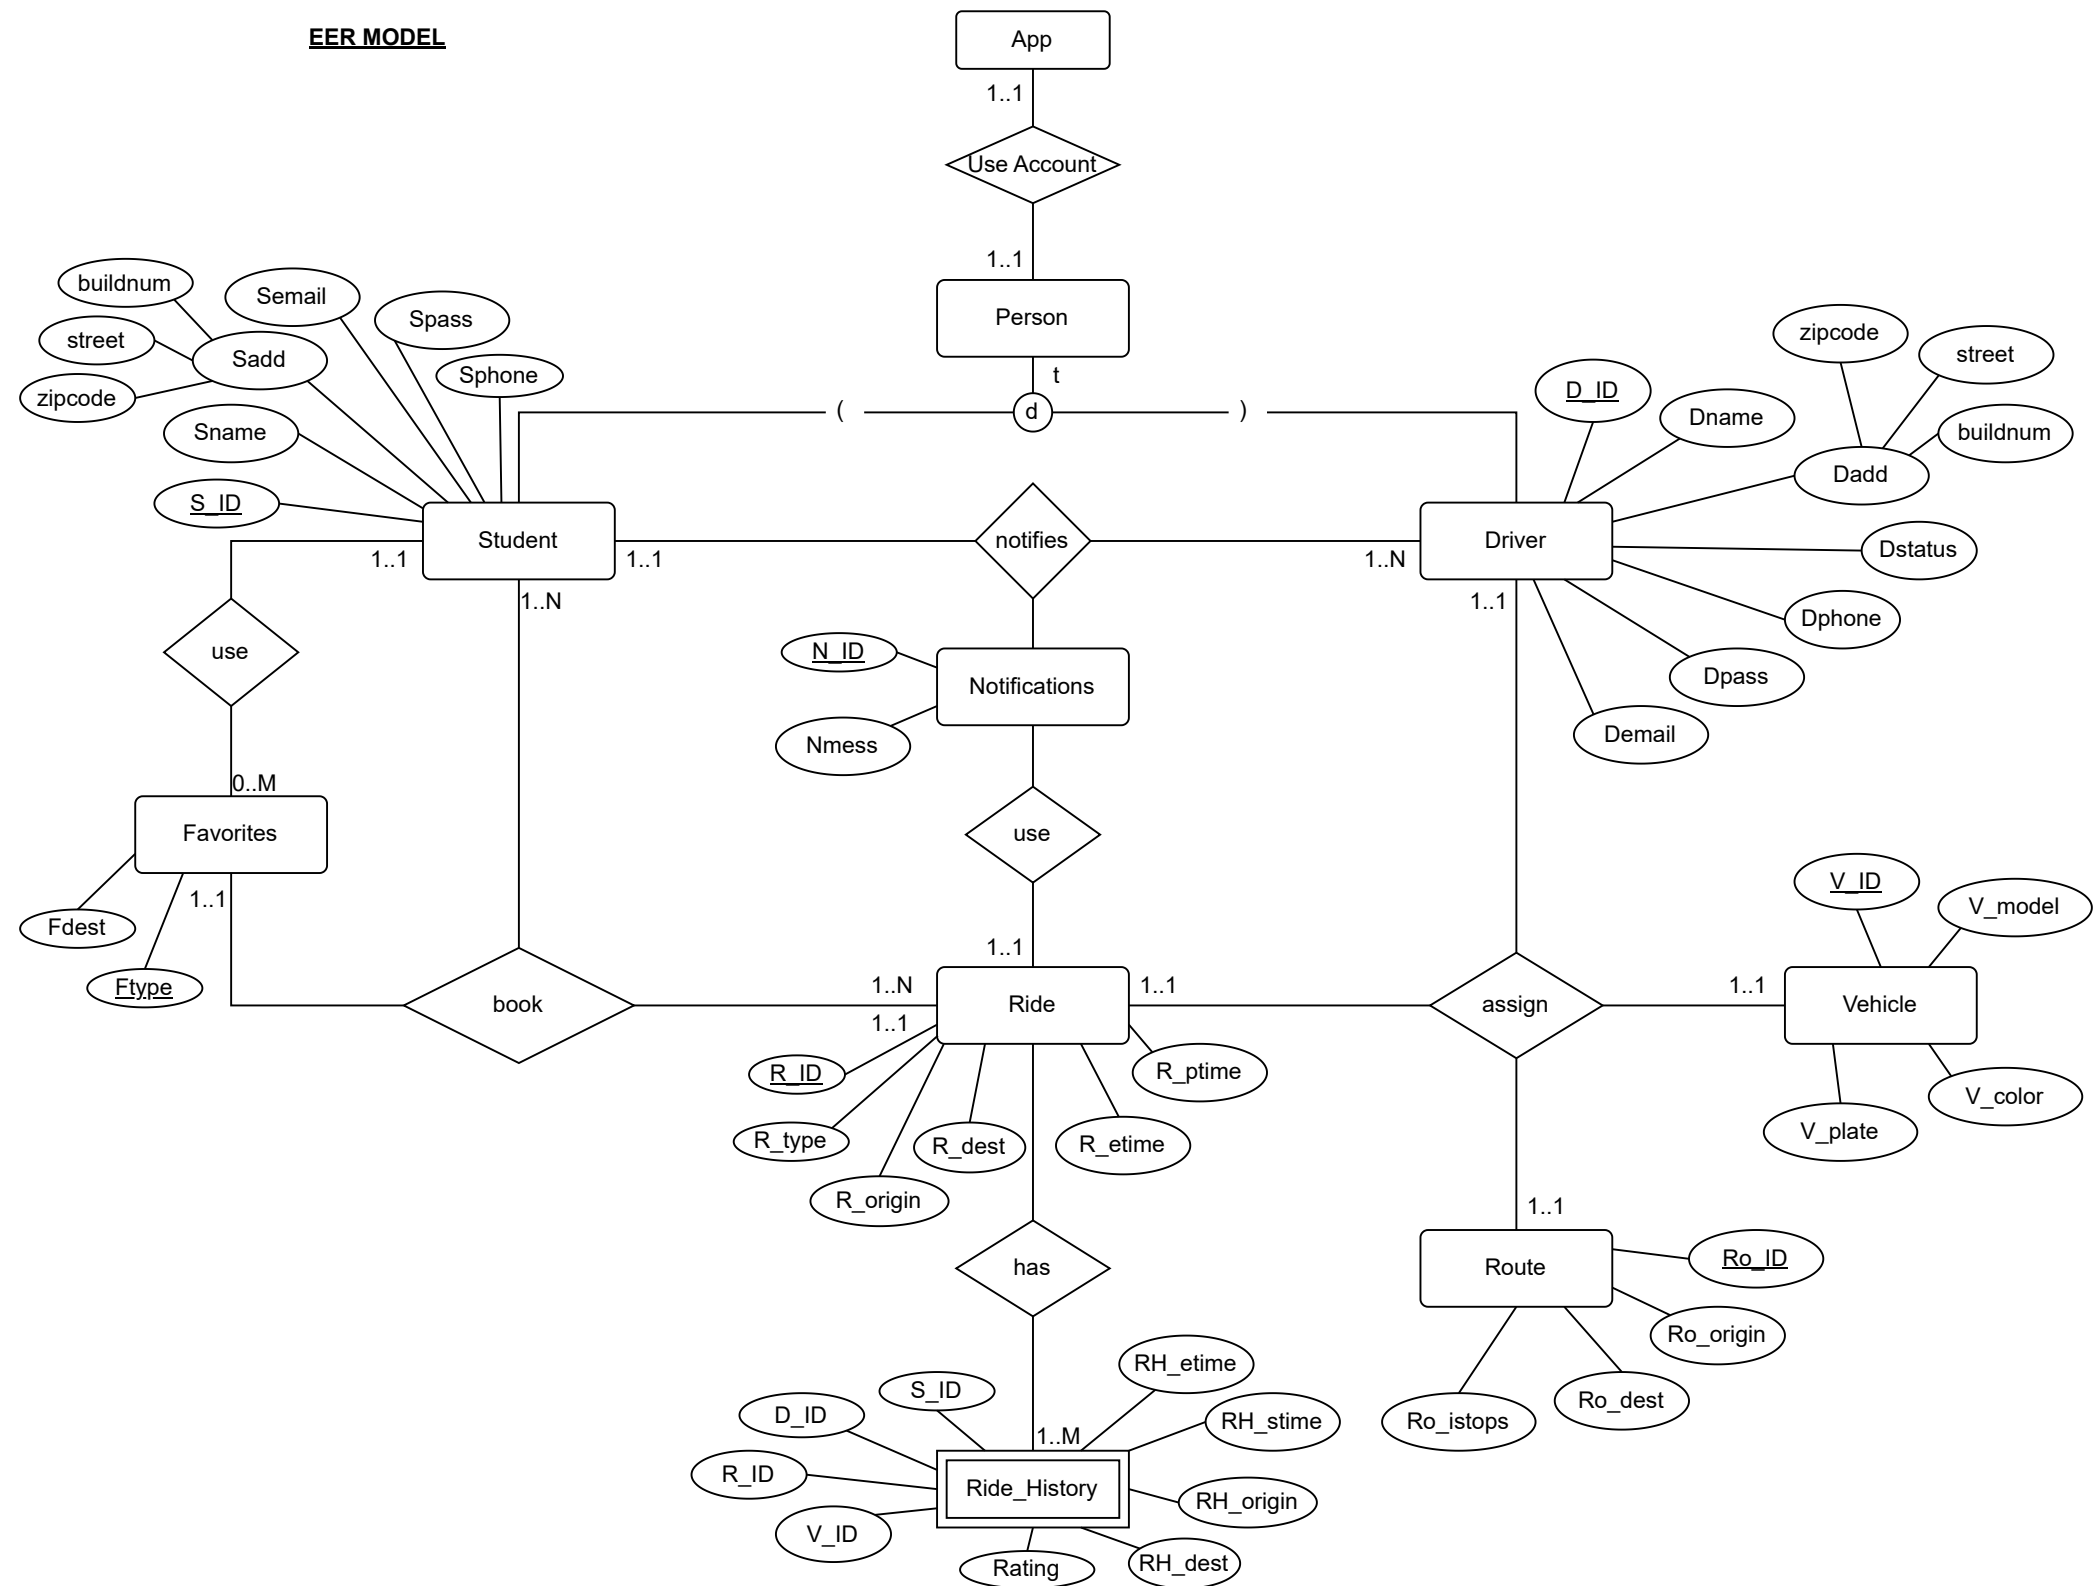 EER MODEL
App
1..1
Use Account
1..1
Person
t
d
(
)
buildnum
street
zipcode
Sadd
Semail
Spass
Sphone
Sname
S_ID
Student
1..1
1..1
1..N
notifies
1..N
D_ID
Dname
zipcode
street
buildnum
Dadd
Driver
1..1
Dstatus
Dphone
Dpass
Demail
use
0..M
Favorites
1..1
Fdest
Ftype
N_ID
Notifications
Nmess
use
1..1
book
1..N
1..1
Ride
1..1
R_ID
R_type
R_origin
R_dest
R_etime
R_ptime
assign
1..1
V_ID
V_model
Vehicle
V_color
V_plate
1..1
Route
Ro_ID
Ro_origin
Ro_dest
Ro_istops
has
1..M
Ride_History
S_ID
D_ID
R_ID
V_ID
Rating
RH_etime
RH_stime
RH_origin
RH_dest